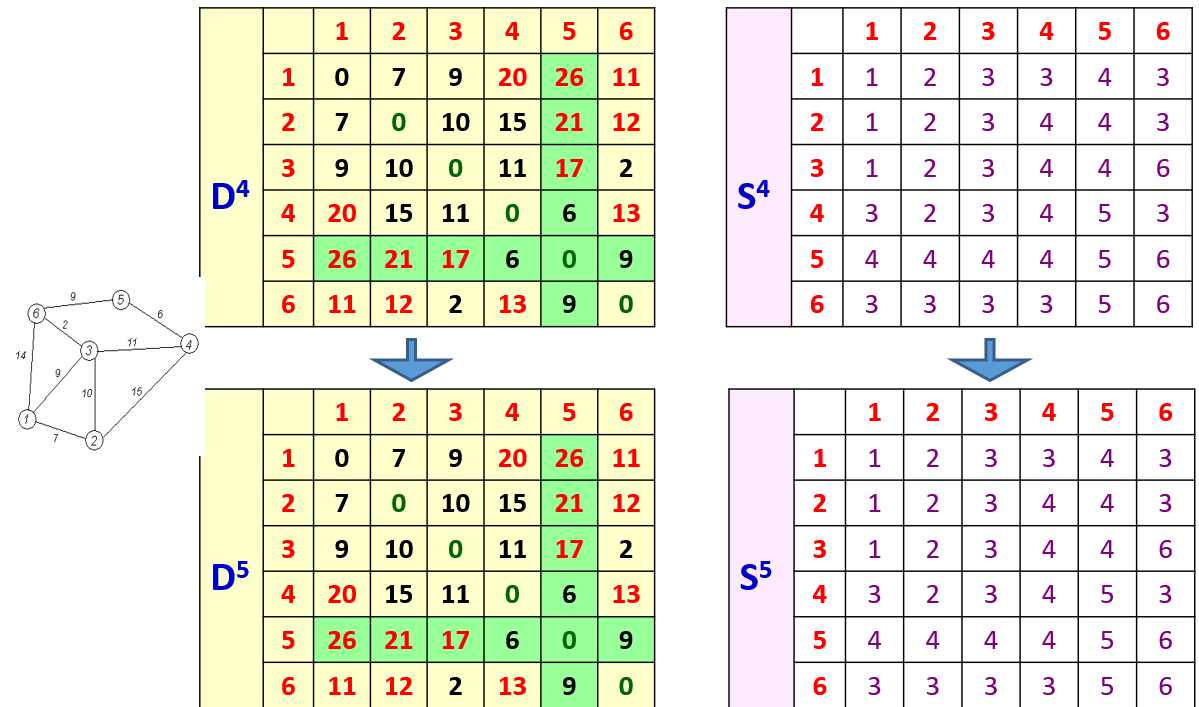 D4
1 2 3 4 5 6
1 0 7 9 20 26 11
2 7 0 10 15 21 12
3 9 10 0 11 17 2
4 20 15 11 0 6 13
5 26 21 17 6 0 9
6 11 12 2 13 9 0
S4
1 2 3 4 5 6
1 1 2 3 3 4 3
2 1 2 3 4 4 3
3 1 2 3 4 4 6
4 3 2 3 4 5 3
5 4 4 4 4 5 6
6 3 3 3 3 5 6
9
5
6
6
2
4
11
3
14
9
10
15
1
7
2
D5
1 2 3 4 5 6
1 0 7 9 20 26 11
2 7 0 10 15 21 12
3 9 10 0 11 17 2
4 20 15 11 0 6 13
5 26 21 17 6 0 9
6 11 12 2 13 9 0
S5
1 2 3 4 5 6
1 1 2 3 3 4 3
2 1 2 3 4 4 3
3 1 2 3 4 4 6
4 3 2 3 4 5 3
5 4 4 4 4 5 6
6 3 3 3 3 5 6